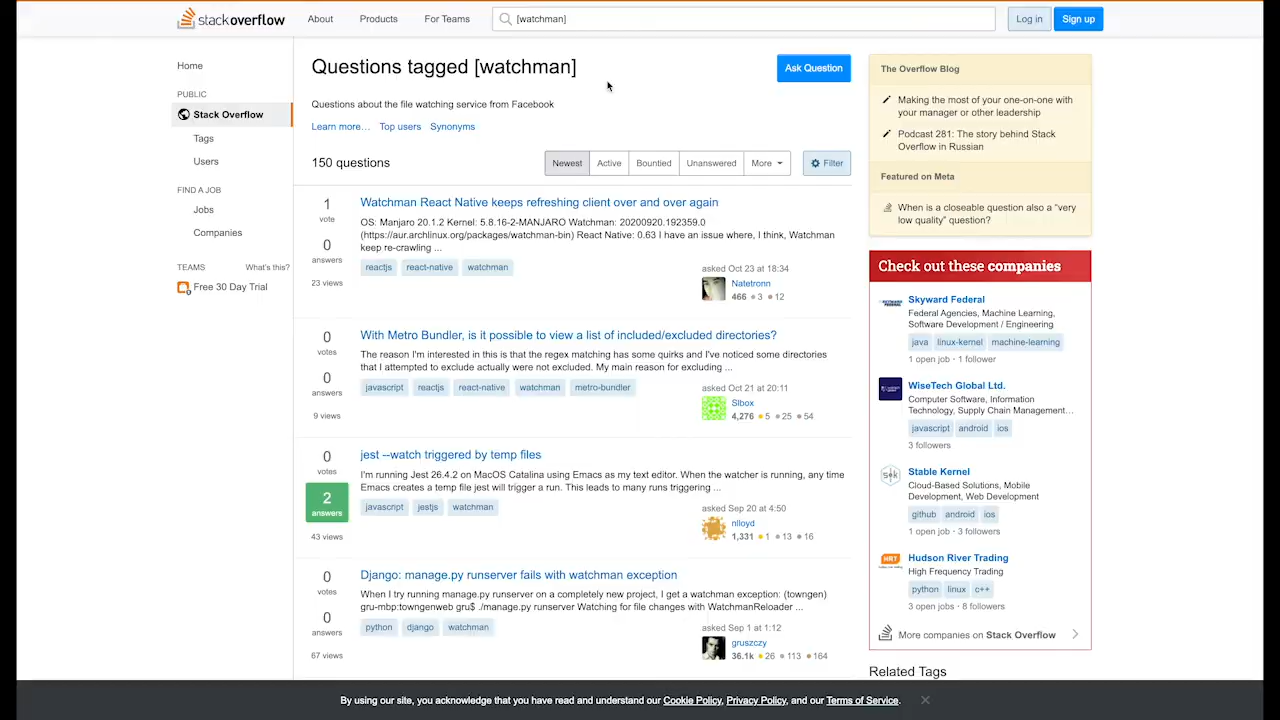 stackoverflow
About
Products
For Teams
[watchman]
Log in
Sign up
Home
PUBLIC
Stack Overflow
Tags
Users
FIND A JOB
Jobs
Companies
TEAMS
What's this?
Free 30 Day Trial
Questions tagged [watchman]
Ask Question
Questions about the file watching service from Facebook
Learn more…
Top users
Synonyms
150 questions
Newest
Active
Bountied
Unanswered
More
Filter
1
vote
0
answers
23 views
Watchman React Native keeps refreshing client over and over again
OS: Manjaro 20.1.2 Kernel: 5.8.16-2-MANJARO Watchman: 20200920.192359.0
(https://aur.archlinux.org/packages/watchman-bin) React Native: 0.63 I have an issue where, I think, Watchman
keep re-crawling ...
reactjs
react-native
watchman
asked Oct 23 at 18:34
Natetronn
466 3 12
0
votes
0
answers
9 views
With Metro Bundler, is it possible to view a list of included/excluded directories?
The reason I'm interested in this is that the regex matching has some quirks and I've noticed some directories
that I attempted to exclude actually were not excluded. My main reason for excluding ...
javascript
reactjs
react-native
watchman
metro-bundler
asked Oct 21 at 20:11
Slbox
4,276 5 25 54
0
votes
2
answers
43 views
jest --watch triggered by temp files
I'm running Jest 26.4.2 on MacOS Catalina using Emacs as my text editor. When the watcher is running, any time
Emacs creates a temp file jest will trigger a run. This leads to many runs triggering ...
javascript
jestjs
watchman
asked Sep 20 at 4:50
nlloyd
1,331 1 13 16
0
votes
0
answers
67 views
Django: manage.py runserver fails with watchman exception
When I try running manage.py runserver on a completely new project, I get a watchman exception: (towngen)
gru-mbp:towngenweb gru$ ./manage.py runserver Watching for file changes with WatchmanReloader ...
python
django
watchman
asked Sep 1 at 1:12
gruszczy
36.1k 26 113 164
The Overflow Blog
Making the most of your one-on-one with
your manager or other leadership
Podcast 281: The story behind Stack
Overflow in Russian
Featured on Meta
When is a closeable question also a “very
low quality” question?
Check out these companies
Skyward Federal
Federal Agencies, Machine Learning,
Software Development / Engineering
java
linux-kernel
machine-learning
1 open job · 1 follower
WiseTech Global Ltd.
Computer Software, Information
Technology, Supply Chain Management…
javascript
android
ios
3 followers
Stable Kernel
Cloud-Based Solutions, Mobile
Development, Web Development
github
android
ios
1 open job · 3 followers
HRT
Hudson River Trading
High Frequency Trading
python
linux
c++
3 open jobs · 8 followers
More companies on Stack Overflow
Related Tags
By using our site, you acknowledge that you have read and understand our Cookie Policy, Privacy Policy, and our Terms of Service.